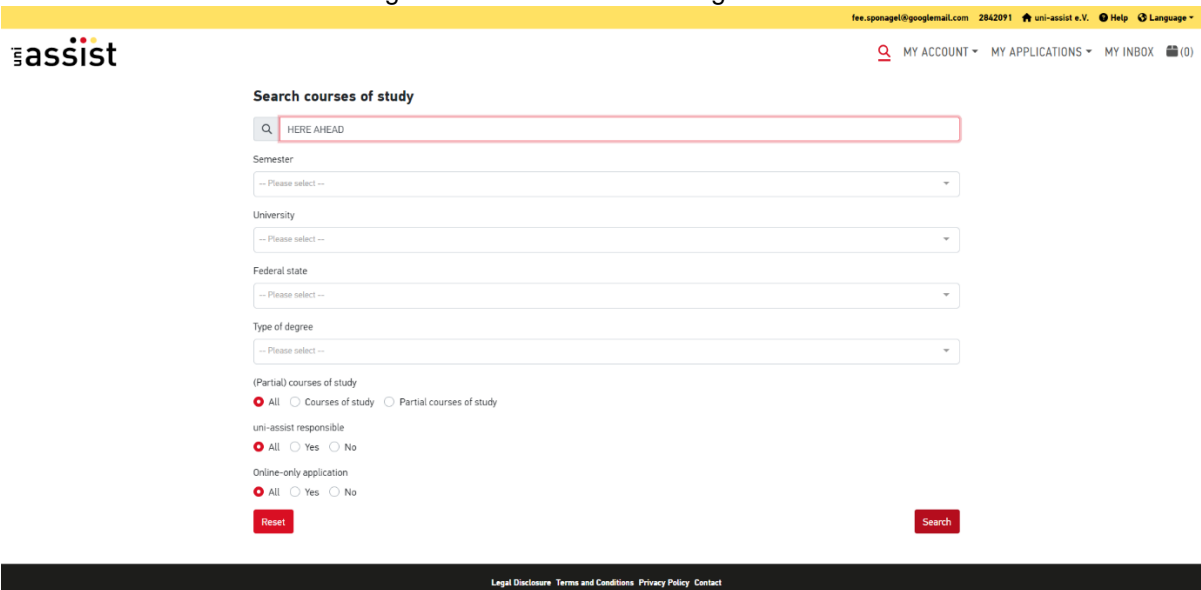 fee.sponagel@googlemail.com 2842091 uni-assist e.V. Help Language
uni assist
MY ACCOUNT MY APPLICATIONS MY INBOX (0)
Search courses of study
HERE AHEAD
Semester
--- Please select ---
University
--- Please select ---
Federal state
--- Please select ---
Type of degree
--- Please select ---
(Partial) courses of study
All Courses of study Partial courses of study
uni-assist responsible
All Yes No
Online-only application
All Yes No
Reset Search
Legal Disclosure Terms and Conditions Privacy Policy Contact